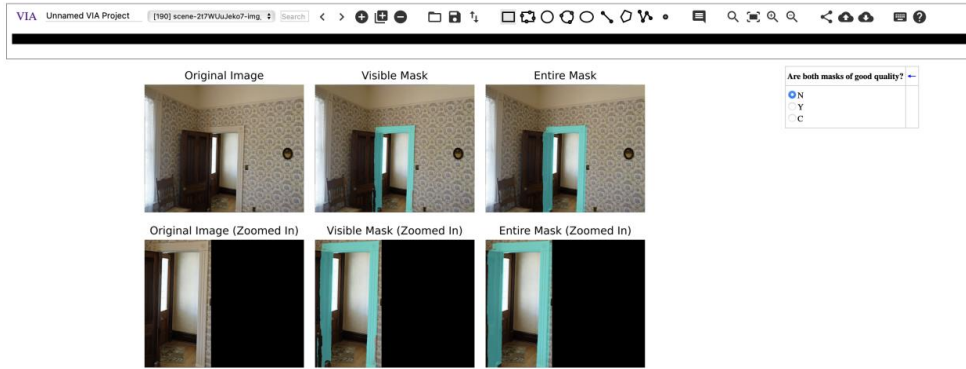 VIA Unnamed VIA Project [190] scene-2t7WUuJeko7-img_ Search
Original Image Visible Mask Entire Mask
Original Image (Zoomed In) Visible Mask (Zoomed In) Entire Mask (Zoomed In)
Are both masks of good quality?
N
Y
C